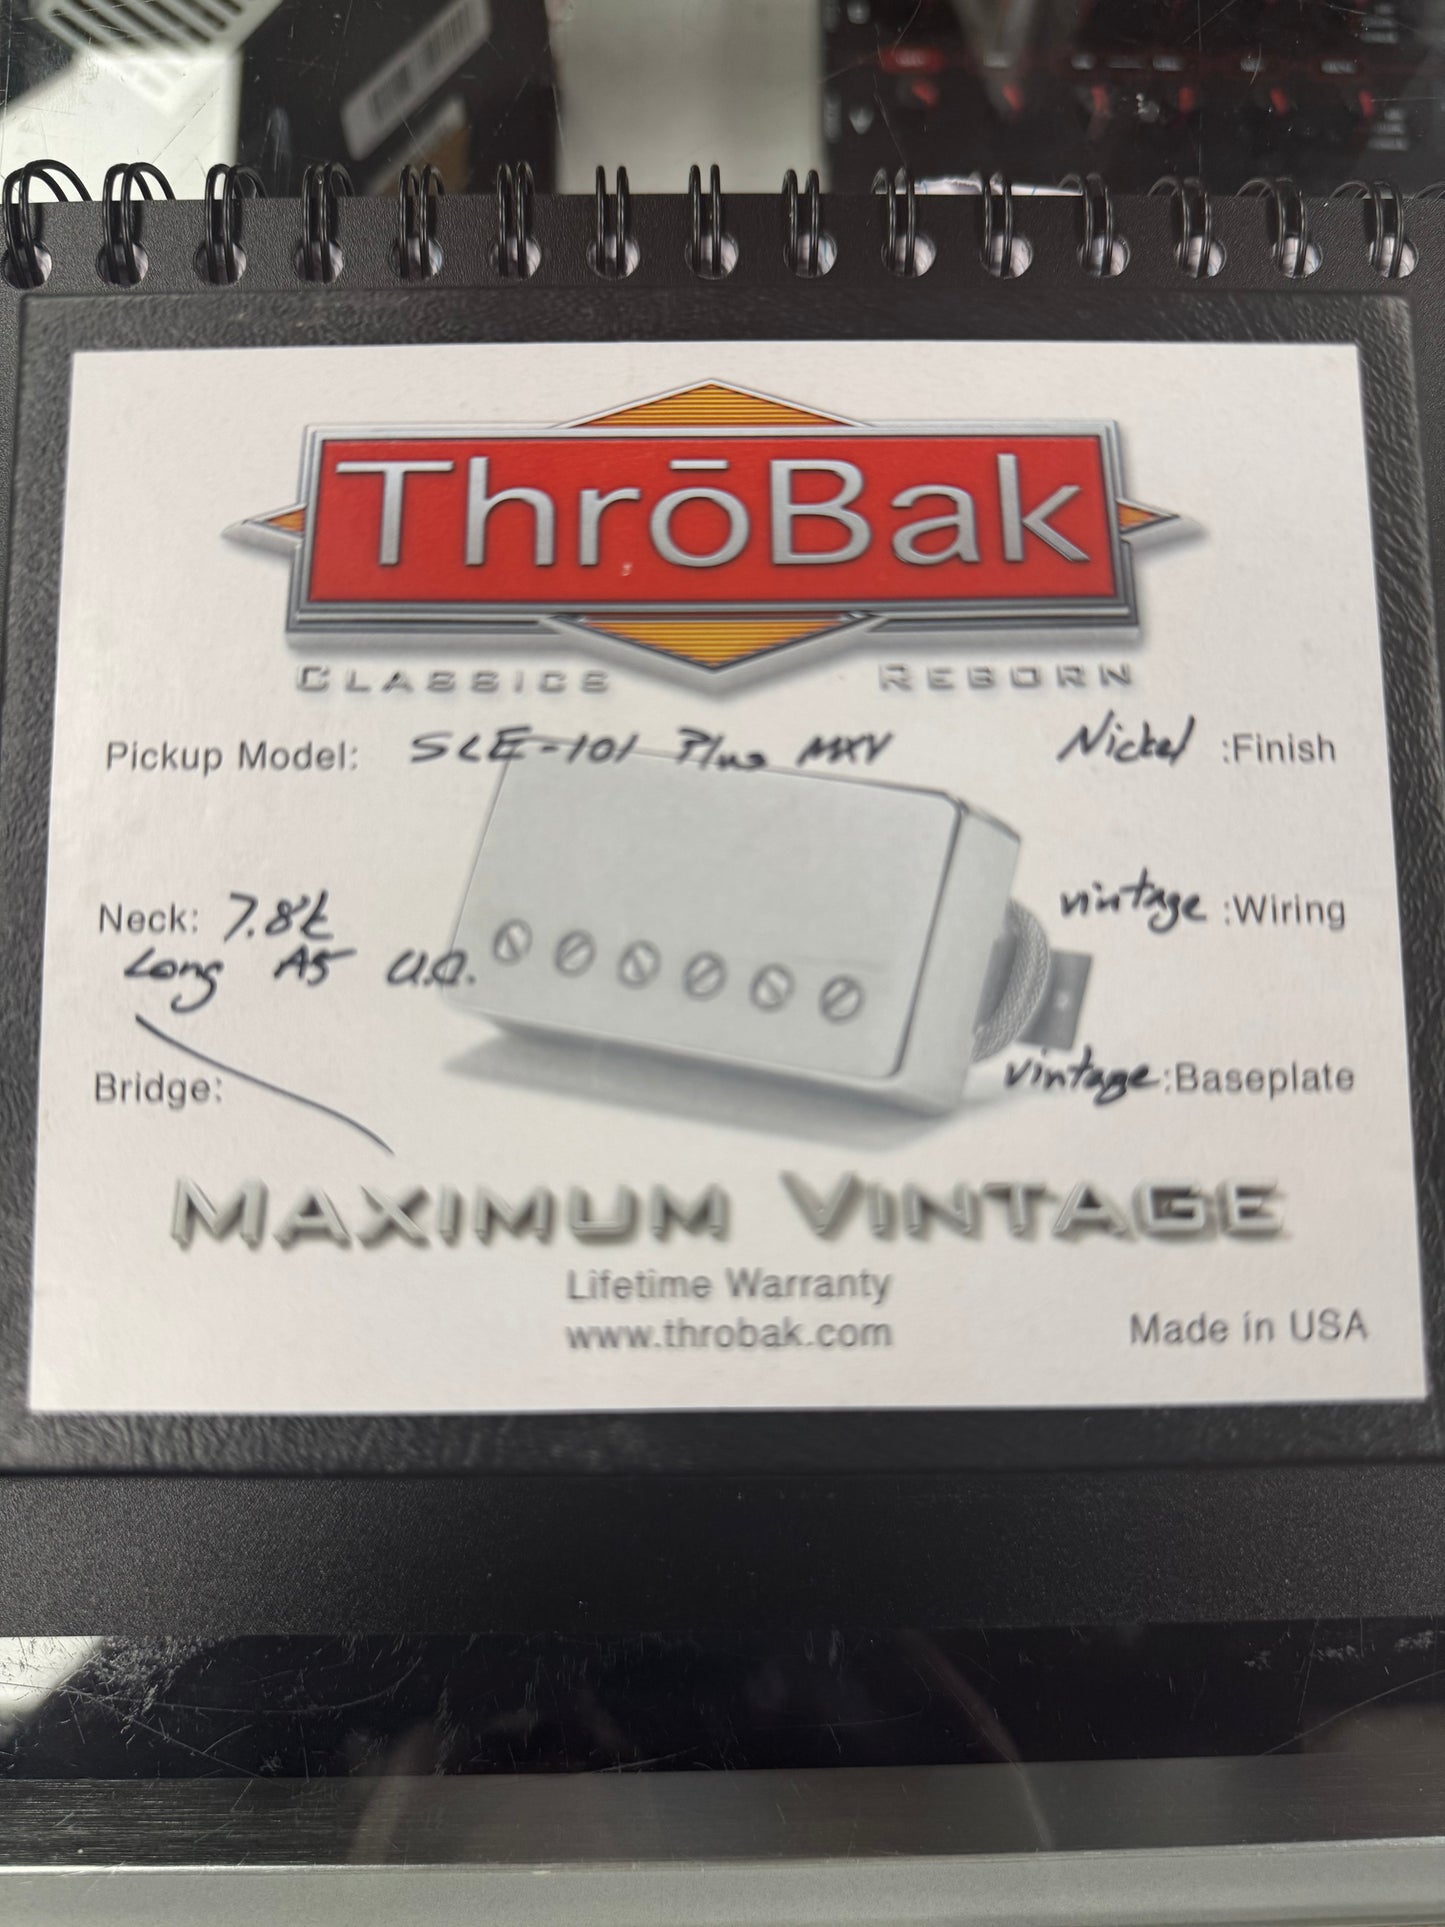 ThrōBak
CLASSICS REBORN
Pickup Model: SLE-101 Plus MXV Nickel :Finish
Neck: 7.8k vintage :Wiring
Long A5 U.O.
Bridge: vintage :Baseplate
MAXIMUM VINTAGE
Lifetime Warranty
www.throbak.com
Made in USA